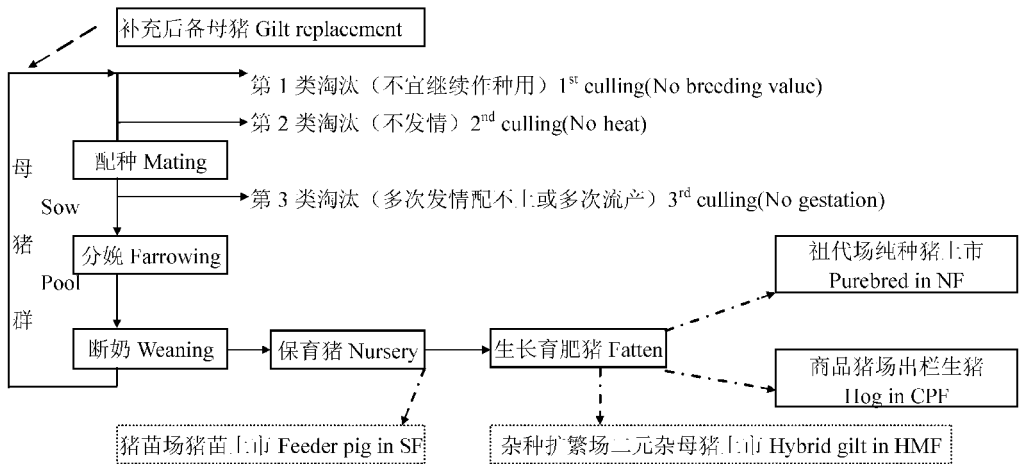 补充后备母猪 Gilt replacement
第 1 类淘汰（不宜继续作种用）1st culling(No breeding value)
第 2 类淘汰（不发情）2nd culling(No heat)
配种 Mating
母
Sow
第 3 类淘汰（多次发情配不上或多次流产）3rd culling(No gestation)
猪
分娩 Farrowing
祖代场纯种猪上市
Purebred in NF
Pool
群
断奶 Weaning
保育猪 Nursery
生长育肥猪 Fatten
商品猪场出栏生猪
Hog in CPF
猪苗场猪苗上市 Feeder pig in SF
杂种扩繁场二元杂母猪上市 Hybrid gilt in HMF